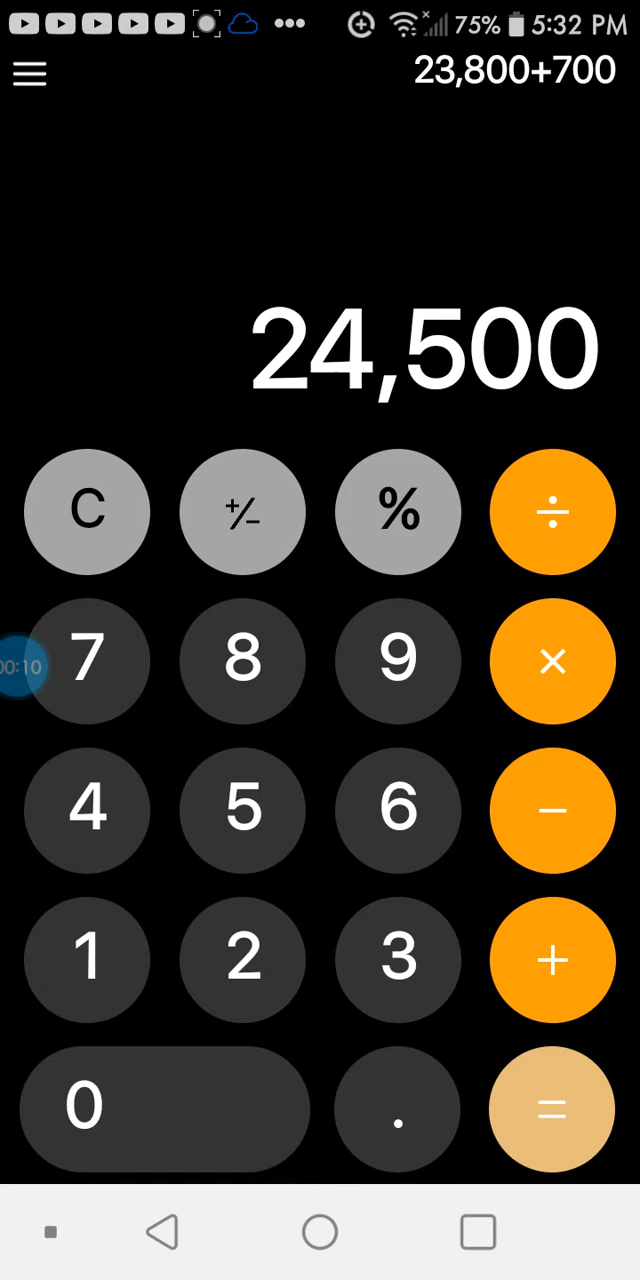 75% 5:32 PM
23,800+700
24,500
C +/− % ÷
7 8 9 ×
00:10
4 5 6 −
1 2 3 +
0 . =